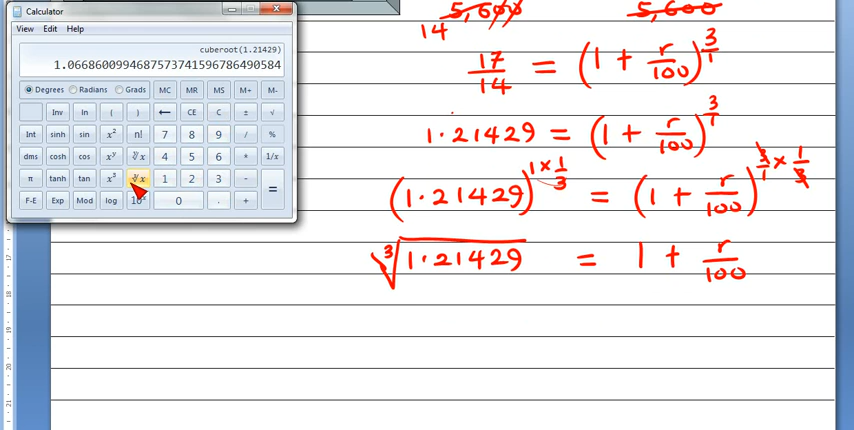 Calculator
View Edit Help
cuberoot(1.21429)
1.0668600994687573741596786490584
Degrees Radians Grads MC MR MS M+ M-
Inv ln ( ) ← CE C ± √
Int sinh sin x² n! 7 8 9 / %
dms cosh cos xʸ ʸ√x 4 5 6 * 1/x
π tanh tan x³ ³√x 1 2 3 - =
F-E Exp Mod log 10ˣ 0 . +
5,600 5,600
14
17/14 = (1 + r/100)^3/1
1.21429 = (1 + r/100)^3/1
(1.21429)^1×1/3 = (1 + r/100)^3/1×1/3
∛1.21429 = 1 + r/100